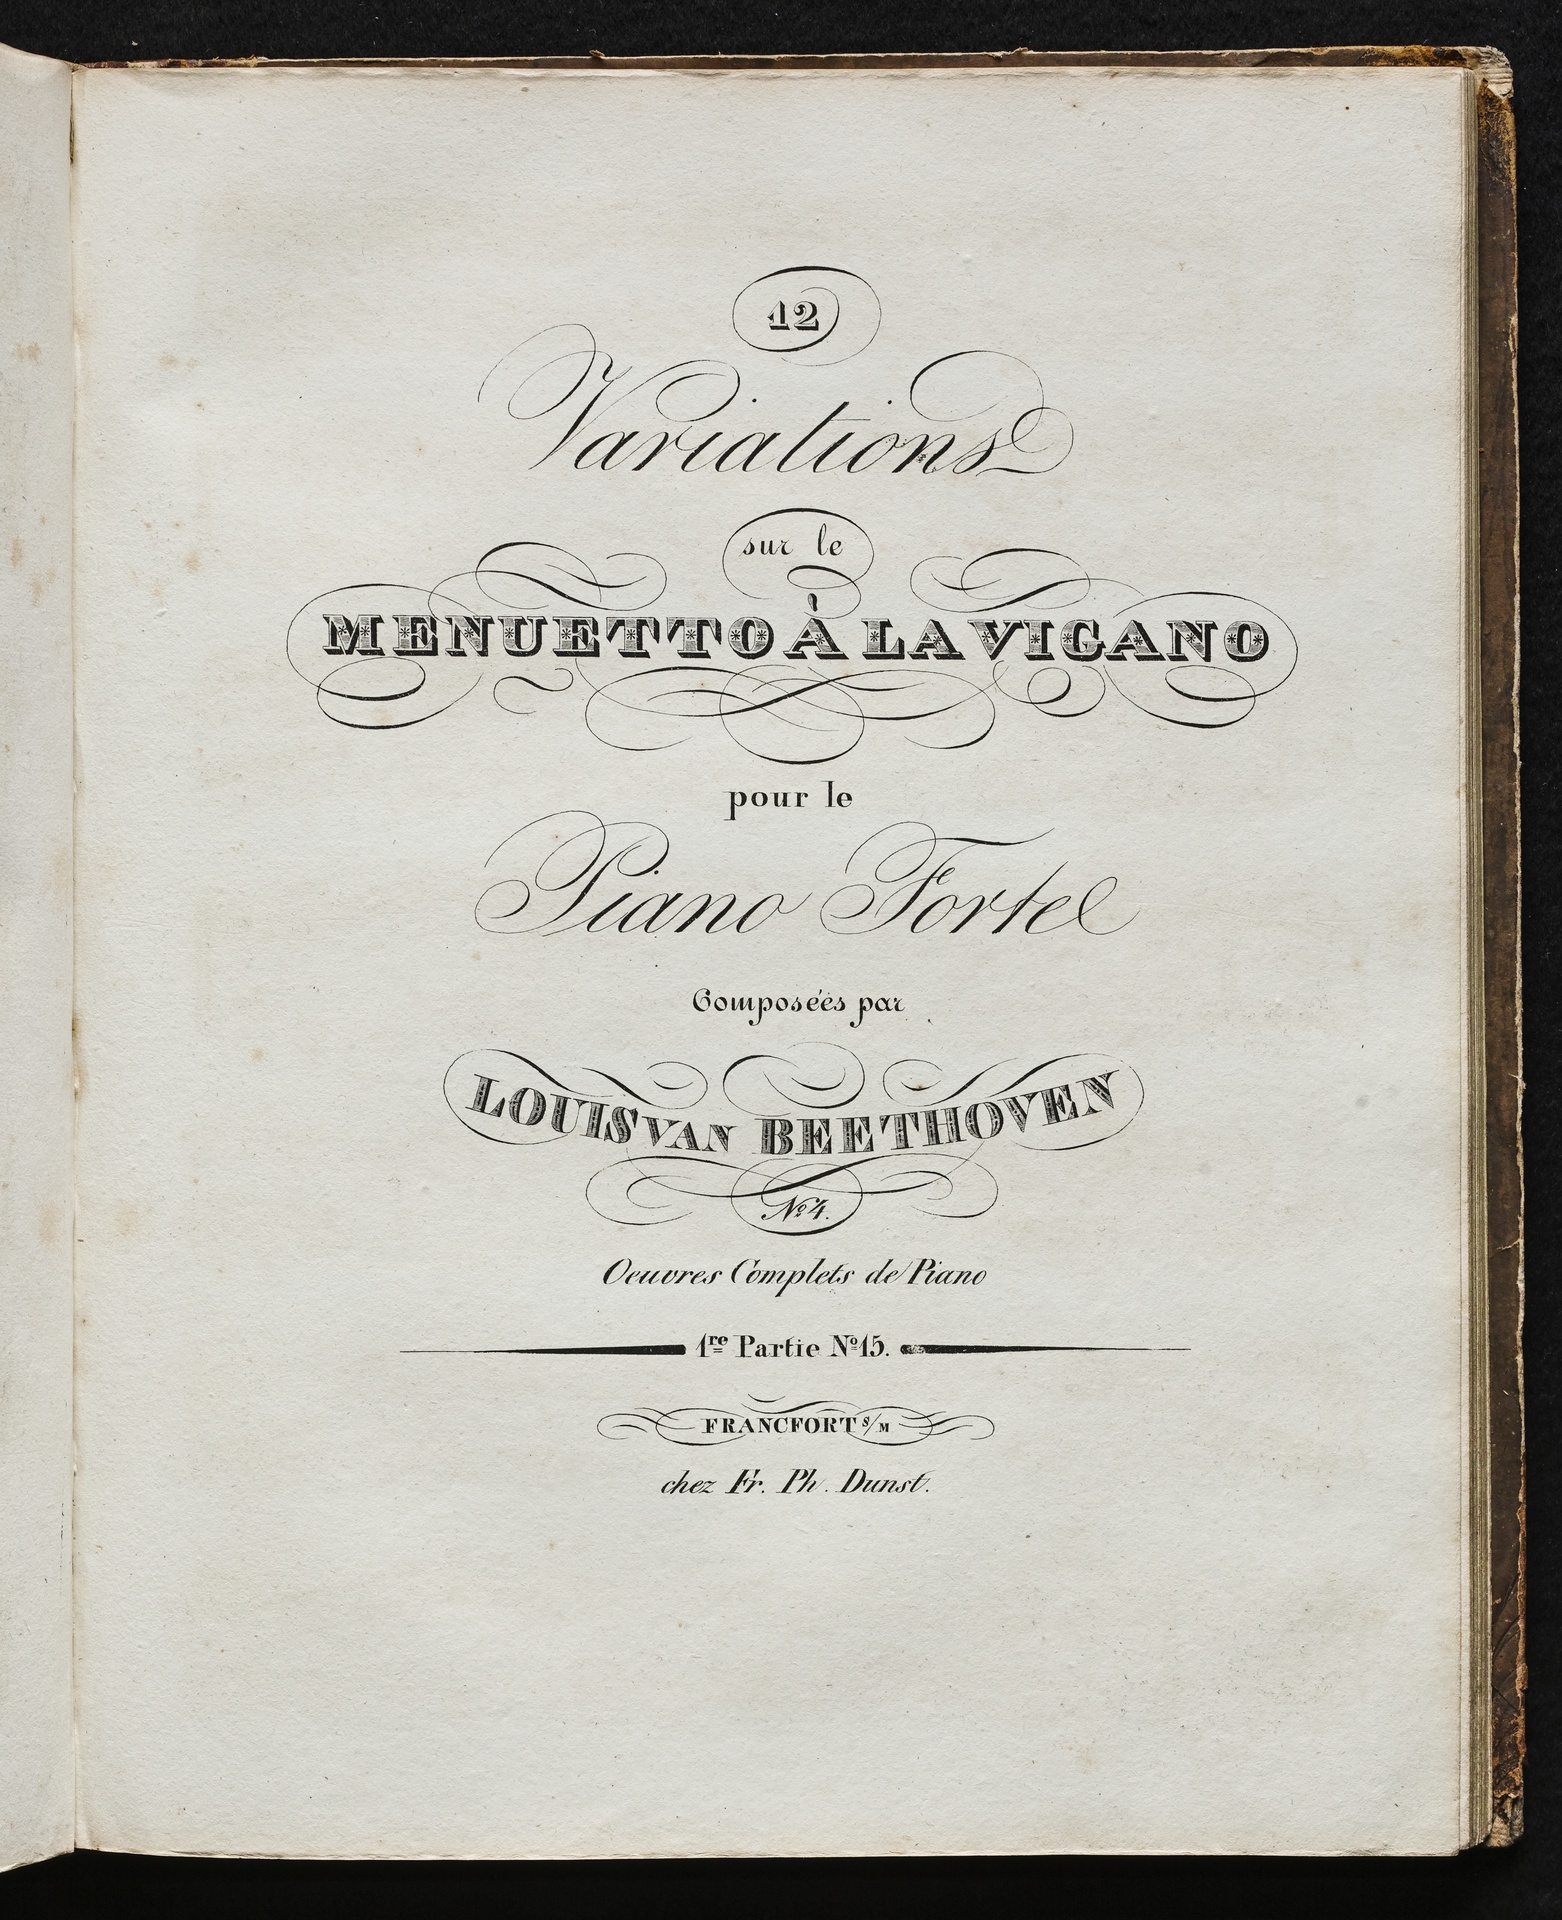 12
Variations
sur le
MENUETTO À LA VIGANO
pour le
Piano Forte
Composées par
LOUIS VAN BEETHOVEN
No 4.
Oeuvres Complets de Piano
1re Partie No 15.
FRANCFORT S/M
chez Fr. Ph. Dunst.